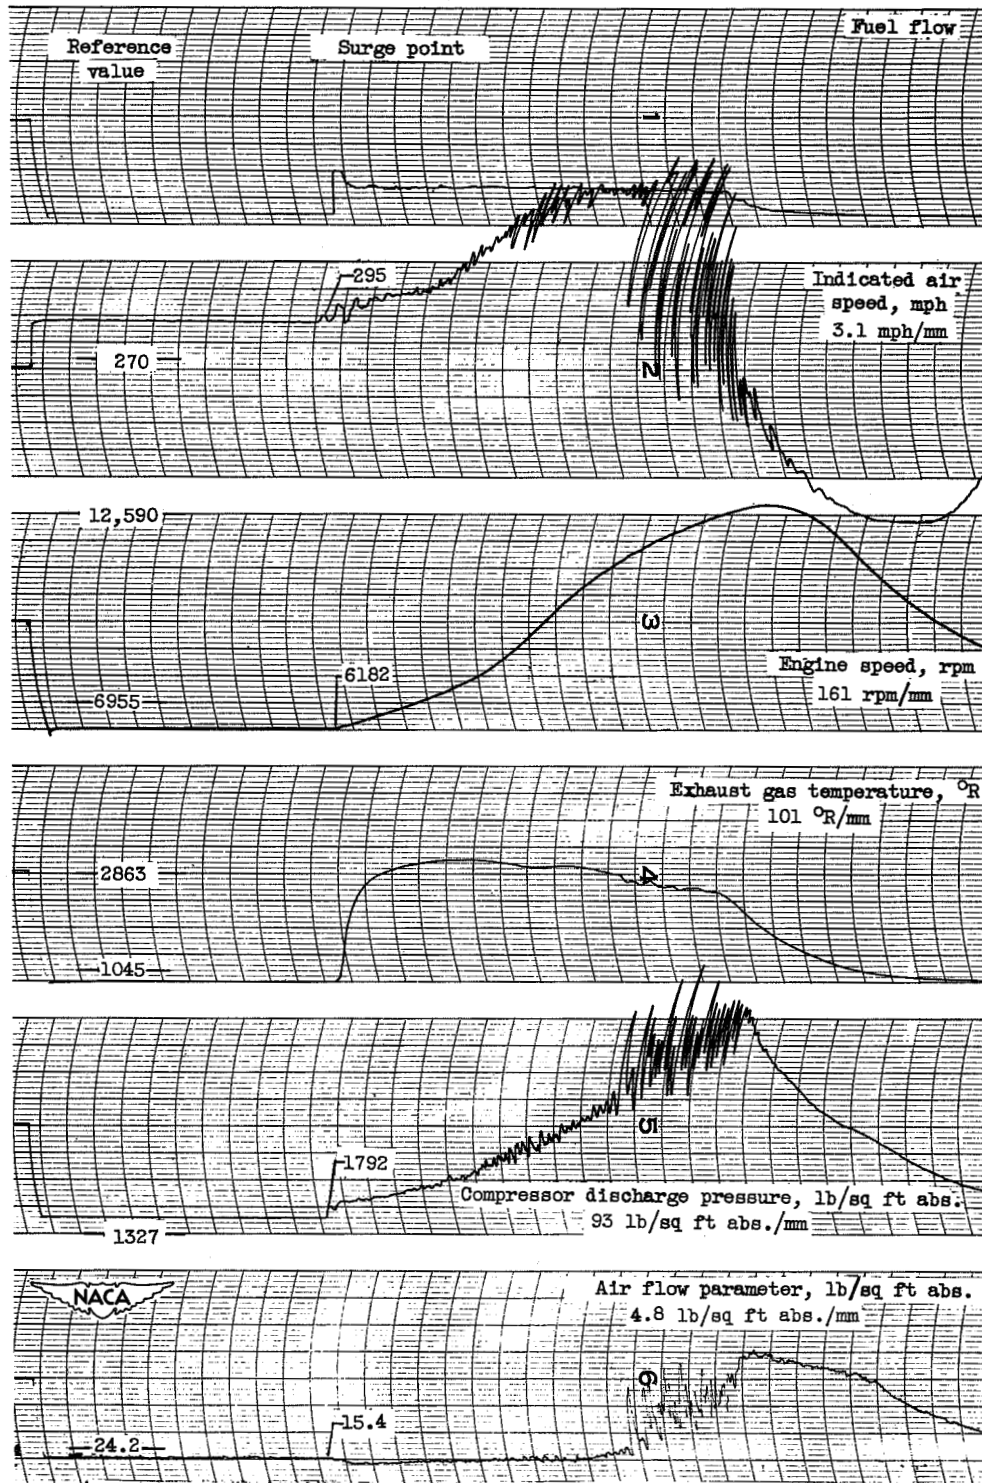 Fuel flow
Reference
value
Surge point
1
295
Indicated air
speed, mph
3.1 mph/mm
270
2
12,590
3
6182
Engine speed, rpm
161 rpm/mm
6955
Exhaust gas temperature, °R
101 °R/mm
2863
4
1045
5
1792
Compressor discharge pressure, lb/sq ft abs.
93 lb/sq ft abs./mm
1327
NACA
Air flow parameter, lb/sq ft abs.
4.8 lb/sq ft abs./mm
6
15.4
24.2